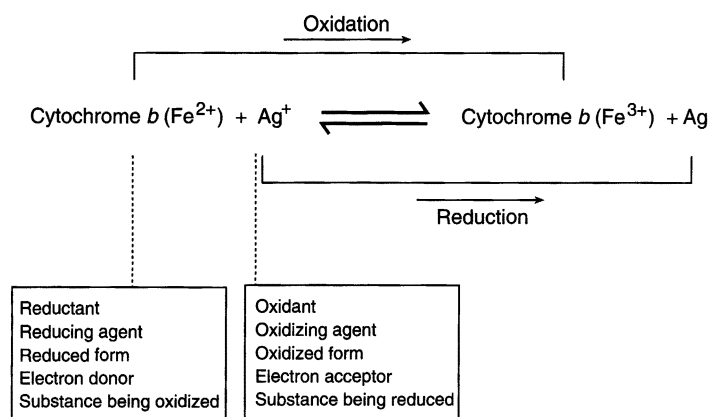 Oxidation
Cytochrome b (Fe2+) + Ag+ ⇌ Cytochrome b (Fe3+) + Ag
Reduction
Reductant
Reducing agent
Reduced form
Electron donor
Substance being oxidized
Oxidant
Oxidizing agent
Oxidized form
Electron acceptor
Substance being reduced